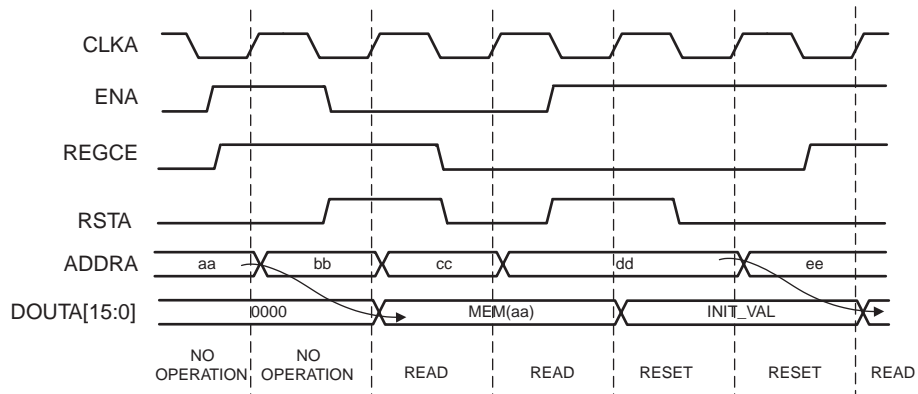 CLKA
ENA
REGCE
RSTA
ADDRA aa bb cc dd ee
DOUTA[15:0] 0000 MEM(aa) INIT_VAL
NO OPERATION NO OPERATION READ READ RESET RESET READ